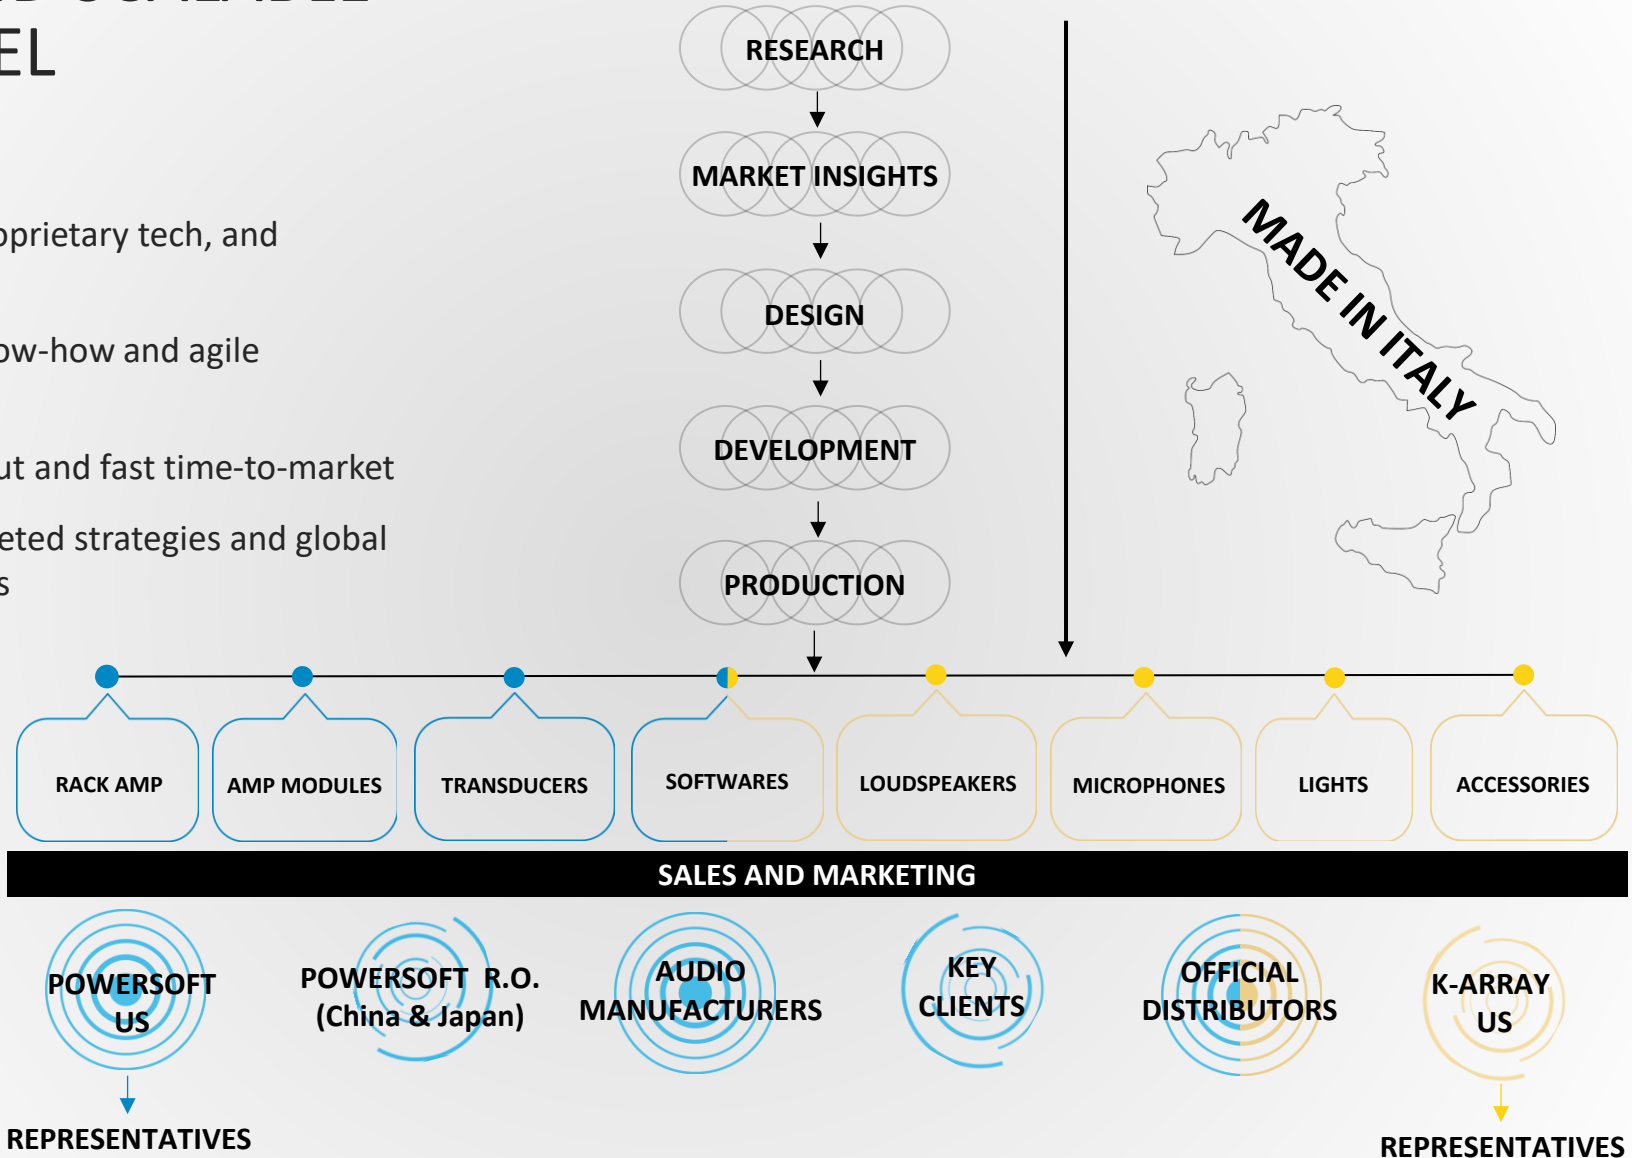 EL
RESEARCH
MARKET INSIGHTS
DESIGN
DEVELOPMENT
PRODUCTION
MADE IN ITALY
oprietary tech, and
ow-how and agile
ut and fast time-to-market
eted strategies and global
s
RACK AMP
AMP MODULES
TRANSDUCERS
SOFTWARES
LOUDSPEAKERS
MICROPHONES
LIGHTS
ACCESSORIES
SALES AND MARKETING
POWERSOFT
US
POWERSOFT R.O.
(China & Japan)
AUDIO
MANUFACTURERS
KEY
CLIENTS
OFFICIAL
DISTRIBUTORS
K-ARRAY
US
REPRESENTATIVES
REPRESENTATIVES